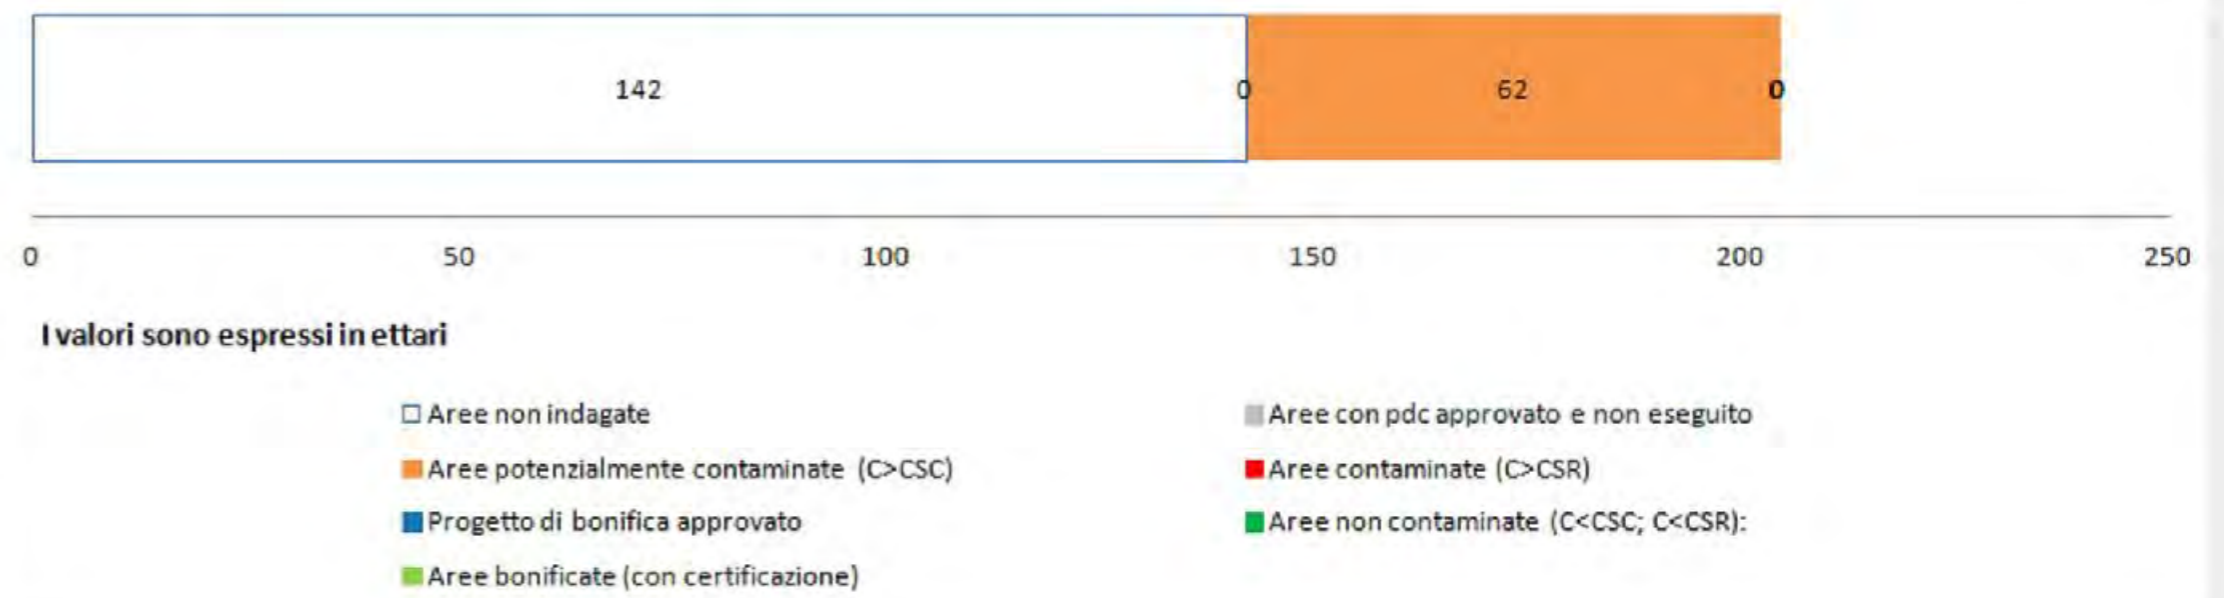 142 0 62 0
0 50 100 150 200 250
I valori sono espressi in ettari
Aree non indagate Aree con pdc approvato e non eseguito
Aree potenzialmente contaminate (C>CSC) Aree contaminate (C>CSR)
Progetto di bonifica approvato Aree non contaminate (C<CSC; C<CSR):
Aree bonificate (con certificazione)